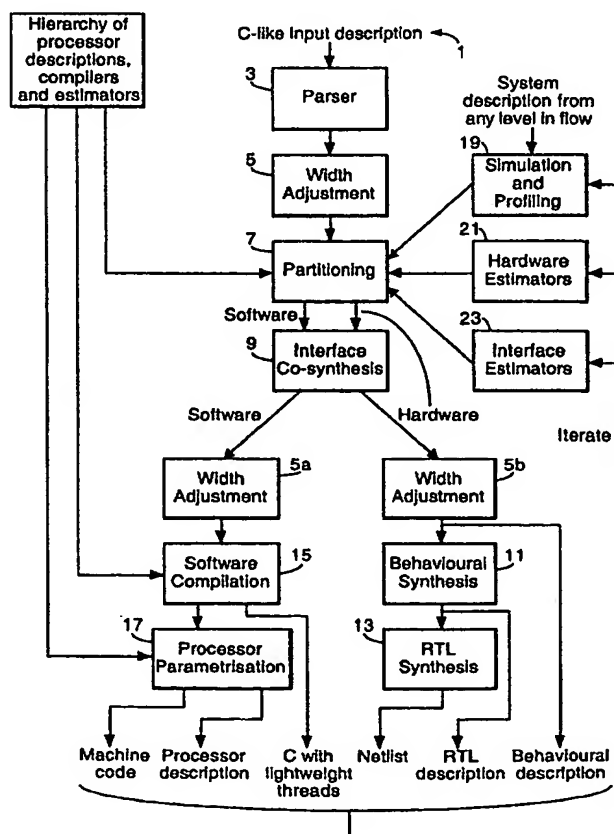 Hierarchy of
processor
descriptions,
compilers
and estimators
C-like input description
1
3
Parser
System
description from
any level in flow
5
Width
Adjustment
19
Simulation
and
Profiling
7
Partitioning
21
Hardware
Estimators
Software
9
Interface
Co-synthesis
23
Interface
Estimators
Software
Hardware
Iterate
Width
Adjustment
5a
Width
Adjustment
5b
Software
Compilation
15
Behavioural
Synthesis
11
17
Processor
Parametrisation
13
RTL
Synthesis
Machine
code
Processor
description
C with
lightweight
threads
Netlist
RTL
description
Behavioural
description